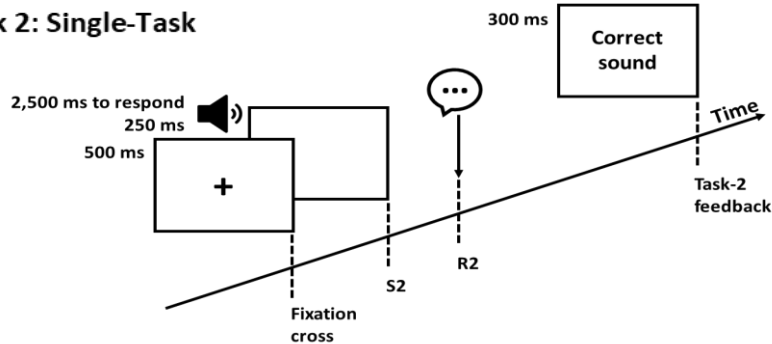 k 2: Single-Task
300 ms
Correct
sound
2,500 ms to respond
250 ms
500 ms
+
...
Time
Task-2
feedback
R2
S2
Fixation
cross